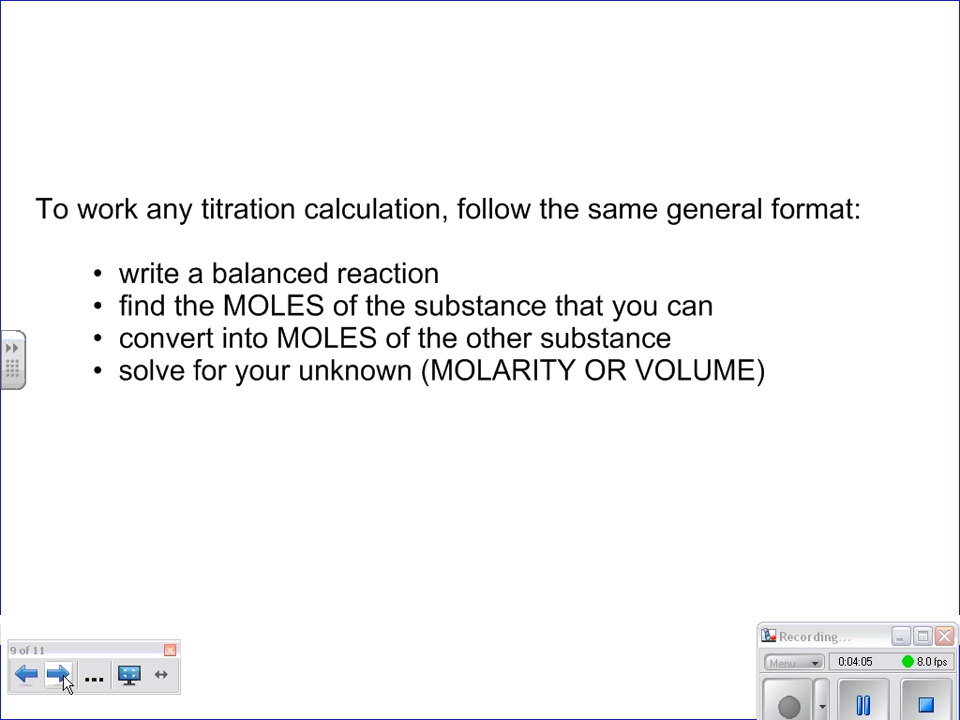 To work any titration calculation, follow the same general format:
• write a balanced reaction
• find the MOLES of the substance that you can
• convert into MOLES of the other substance
• solve for your unknown (MOLARITY OR VOLUME)
9 of 11
...
Recording...
Menu
0:04:05
8.0 fps